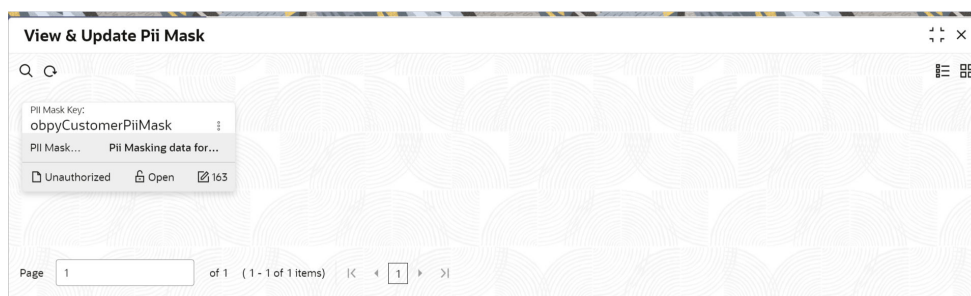 View & Update Pii Mask
PII Mask Key:
obpyCustomerPiiMask
PII Mask... Pii Masking data for...
Unauthorized Open 163
Page 1 of 1 ( 1 - 1 of 1 items) 1